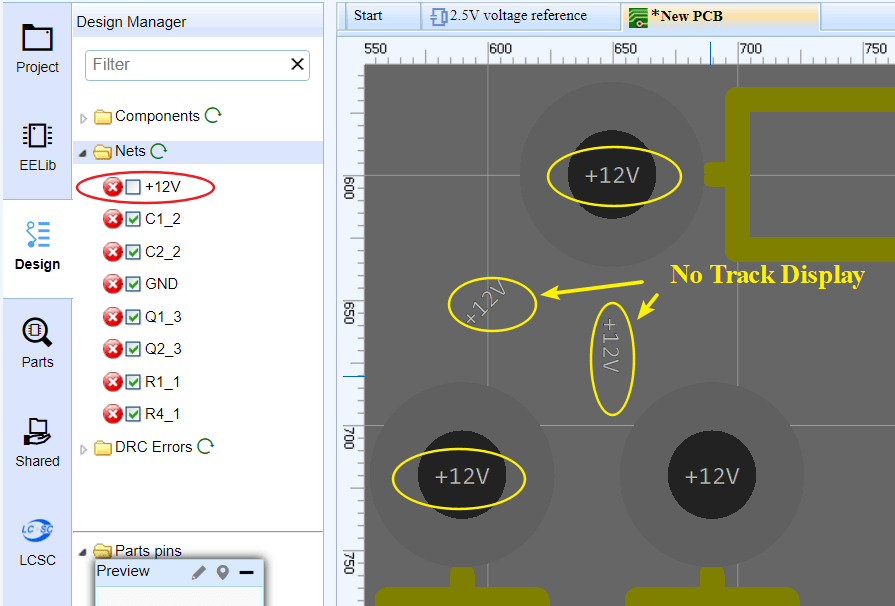 Project
EELib
Design
Parts
Shared
LCSC
LCSC
Design Manager
Filter
Components
Nets
+12V
C1_2
C2_2
GND
Q1_3
Q2_3
R1_1
R4_1
DRC Errors
Parts pins
Preview
Start
2.5V voltage reference
*New PCB
550 600 650 700 750
600
650
700
750
+12V
No Track Display
+12V
+12V
+12V
+12V